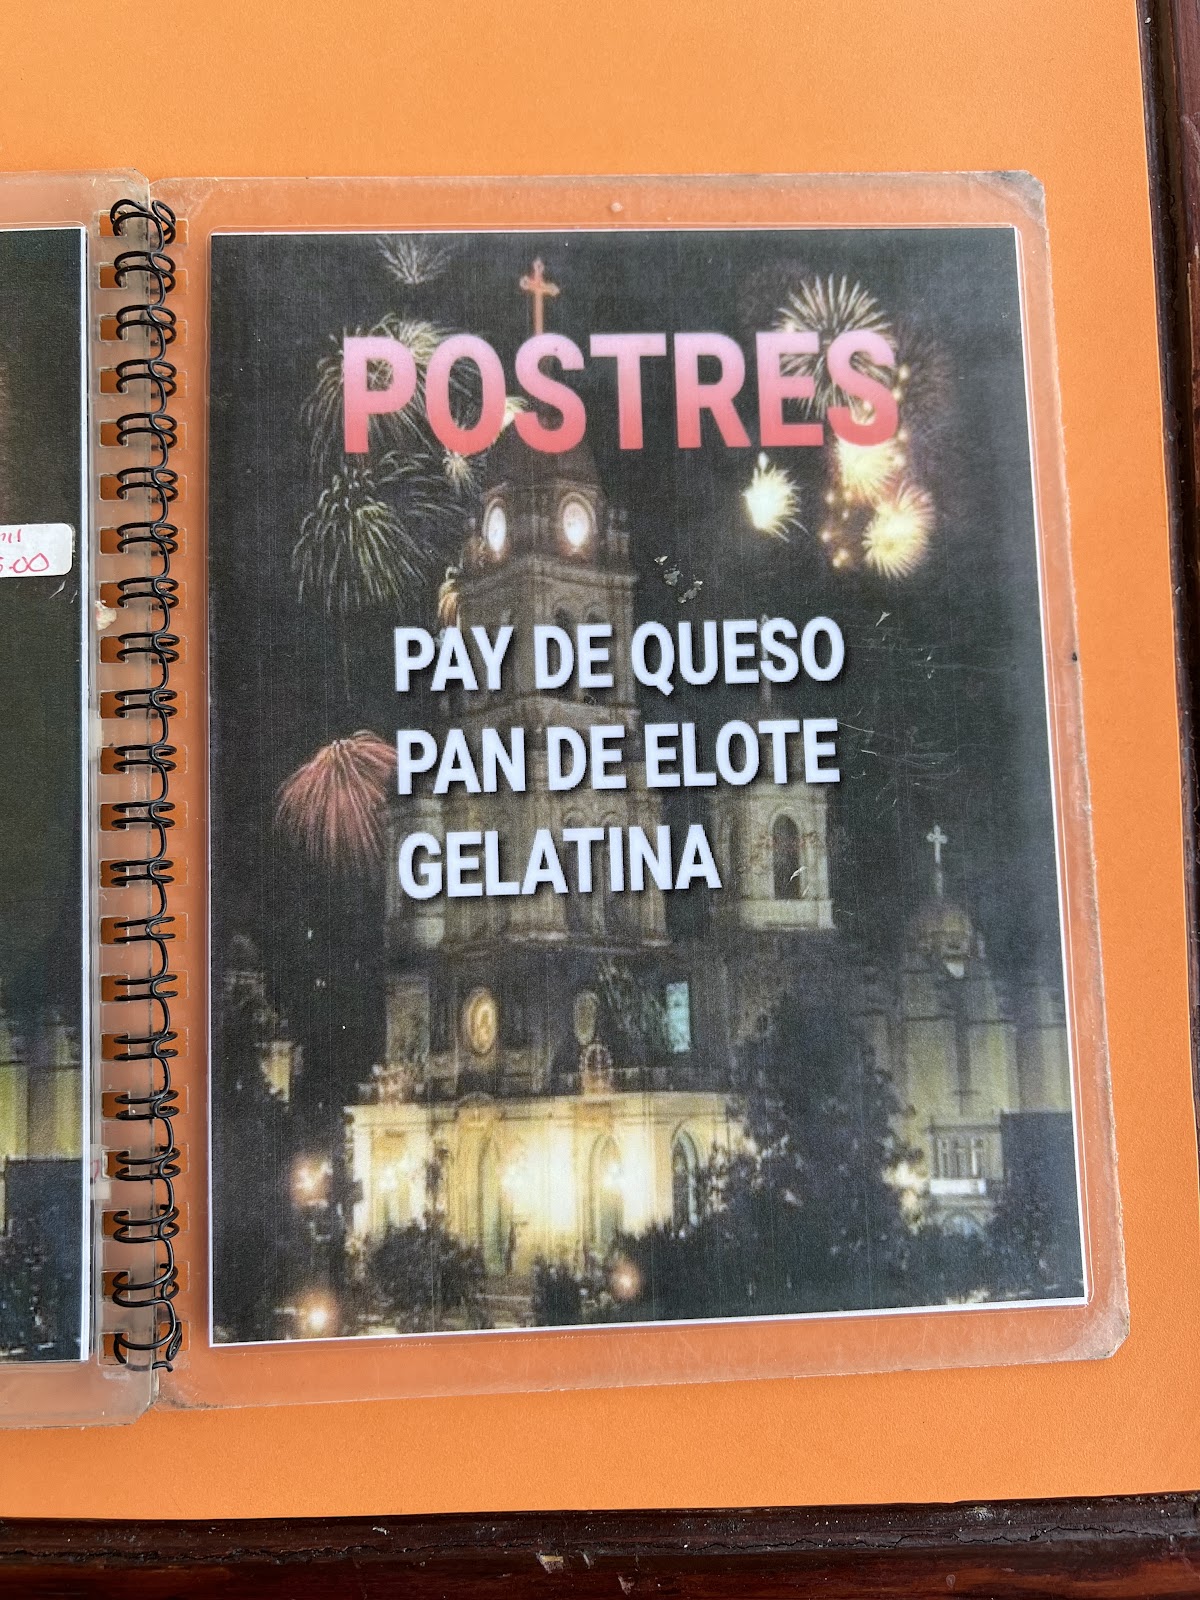 POSTRES
PAY DE QUESO
PAN DE ELOTE
GELATINA